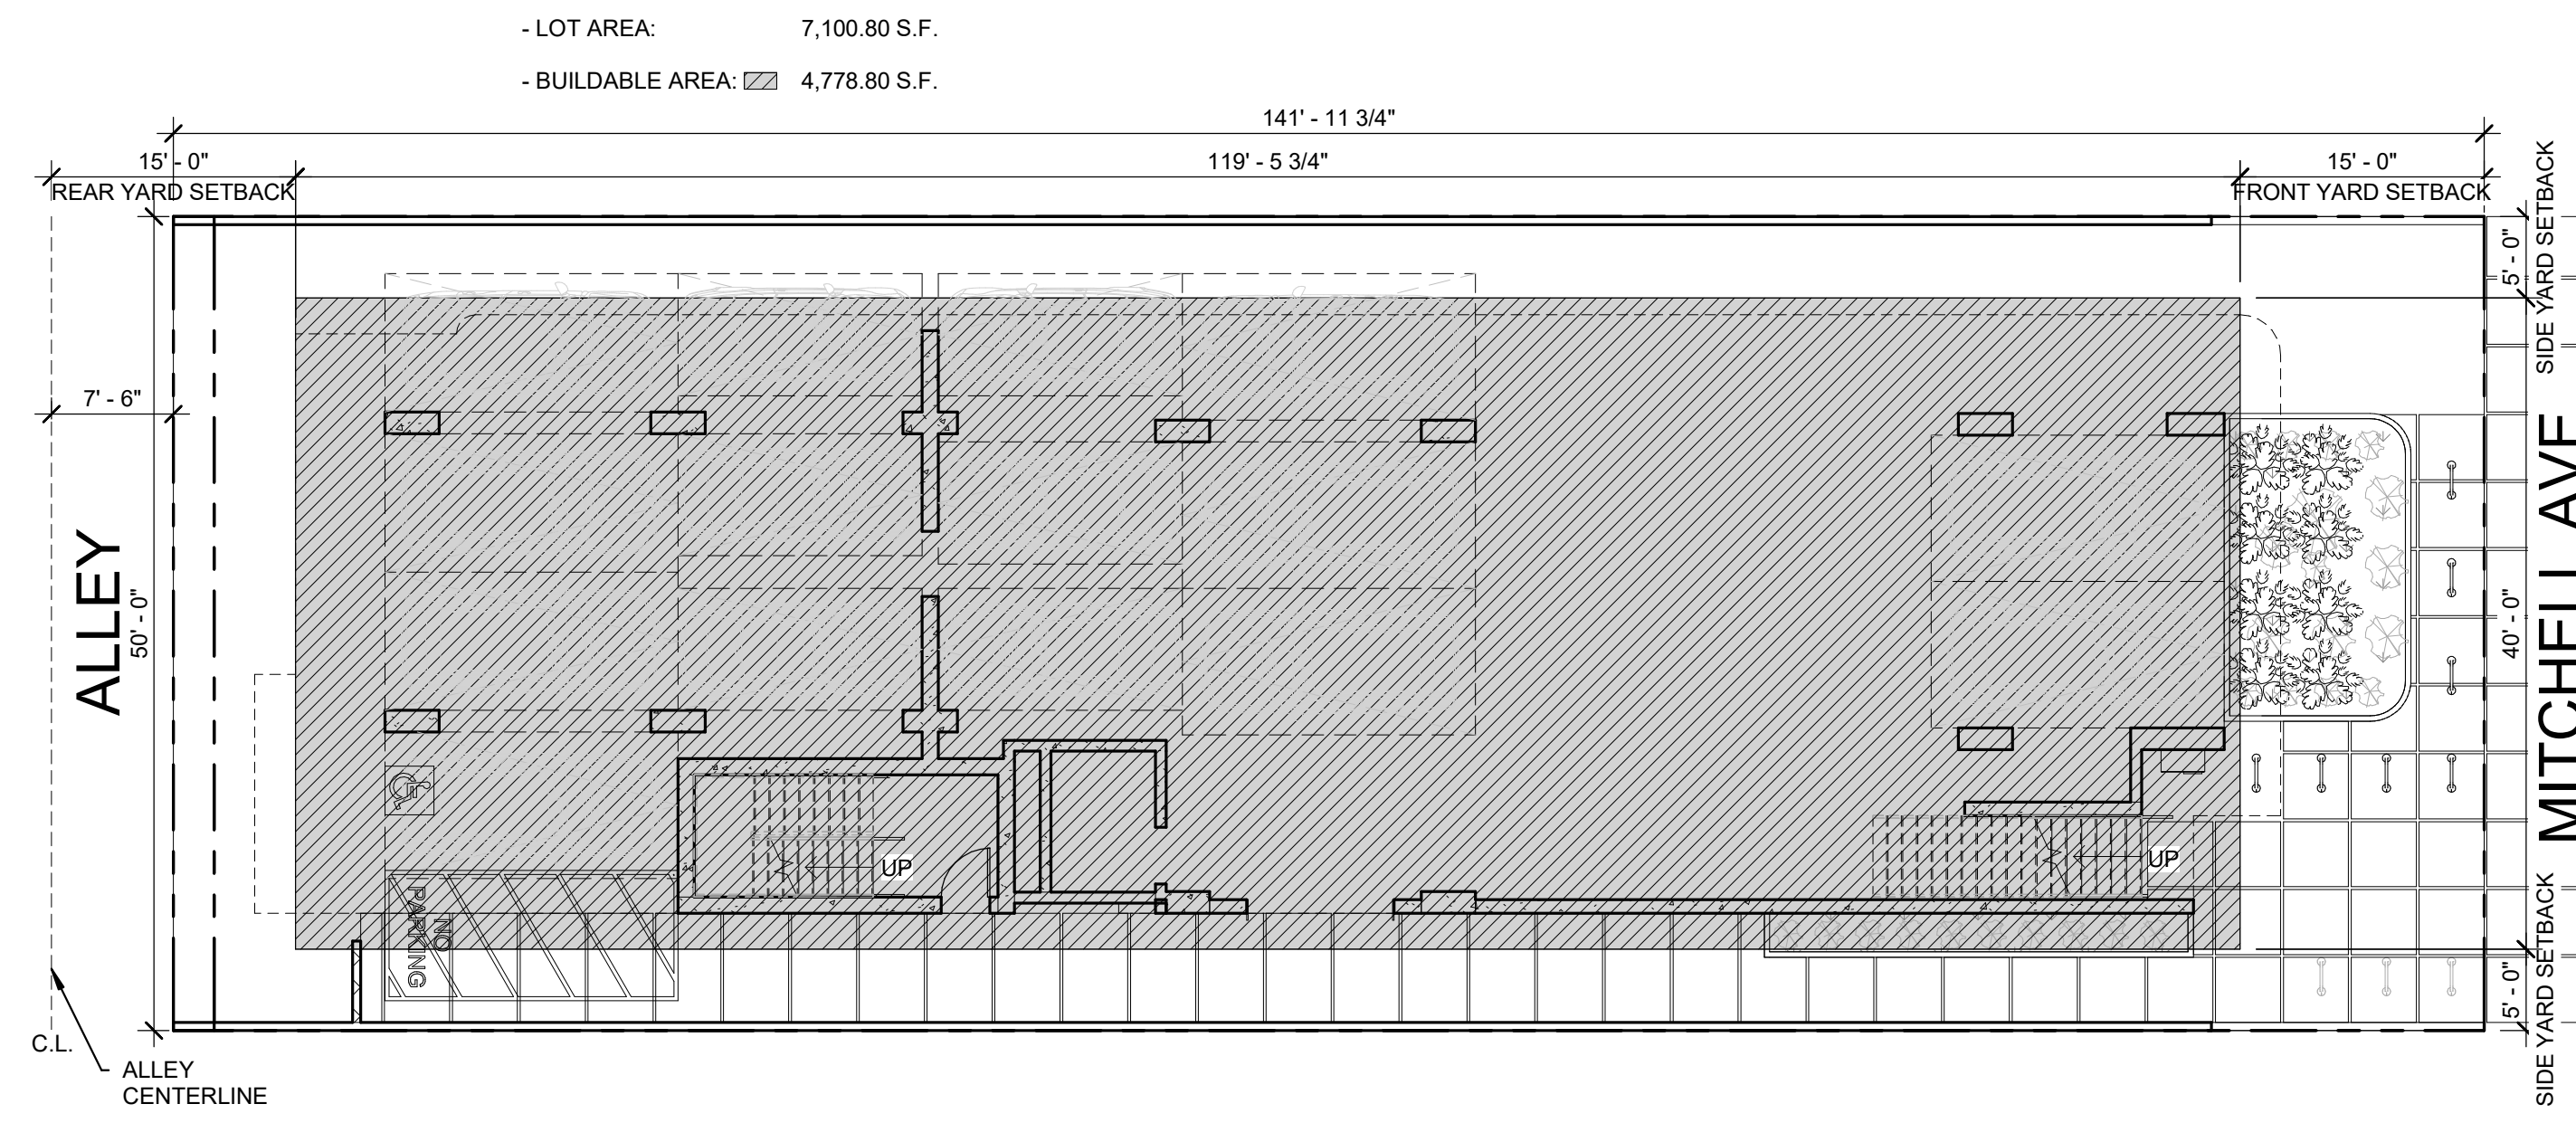 - LOT AREA: 7,100.80 S.F.
- BUILDABLE AREA: 4,778.80 S.F.
141' - 11 3/4"
15' - 0"
119' - 5 3/4"
15' - 0"
REAR YARD SETBACK
FRONT YARD SETBACK
5' - 0"
SIDE YARD SETBACK
7' - 6"
ALLEY
50' - 0"
40' - 0"
MITCHELL AVE
UP
UP
NO
PARKING
5' - 0"
SIDE YARD SETBACK
C.L.
ALLEY
CENTERLINE